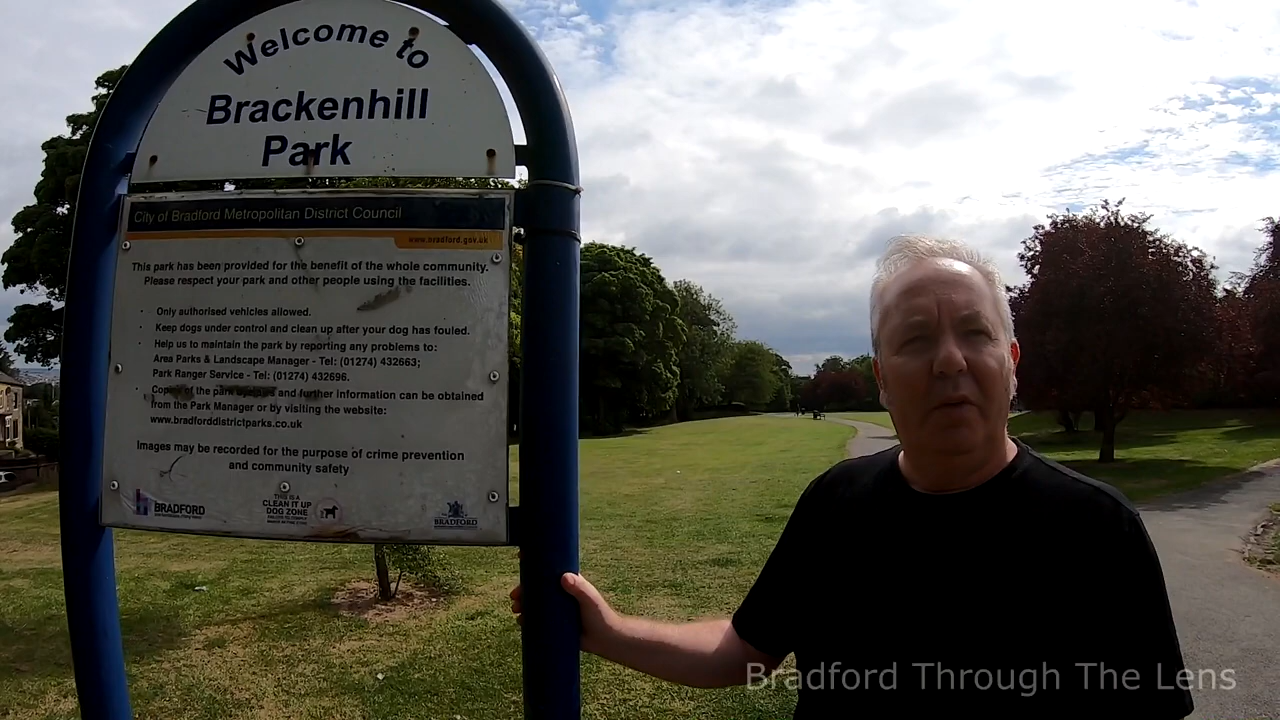 Welcome to
Brackenhill
Park
City of Bradford Metropolitan District Council
www.bradford.gov.uk
This park has been provided for the benefit of the whole community.
Please respect your park and other people using the facilities.
· Only authorised vehicles allowed.
· Keep dogs under control and clean up after your dog has fouled.
· Help us to maintain the park by reporting any problems to:
Area Parks & Landscape Manager - Tel: (01274) 432663;
Park Ranger Service - Tel: (01274) 432696.
· Copies of the park and further information can be obtained
from the Park Manager or by visiting the website:
www.bradforddistrictparks.co.uk
Images may be recorded for the purpose of crime prevention
and community safety
BRADFORD
THIS IS A
CLEAN IT UP
DOG ZONE
BRADFORD
Bradford Through The Lens